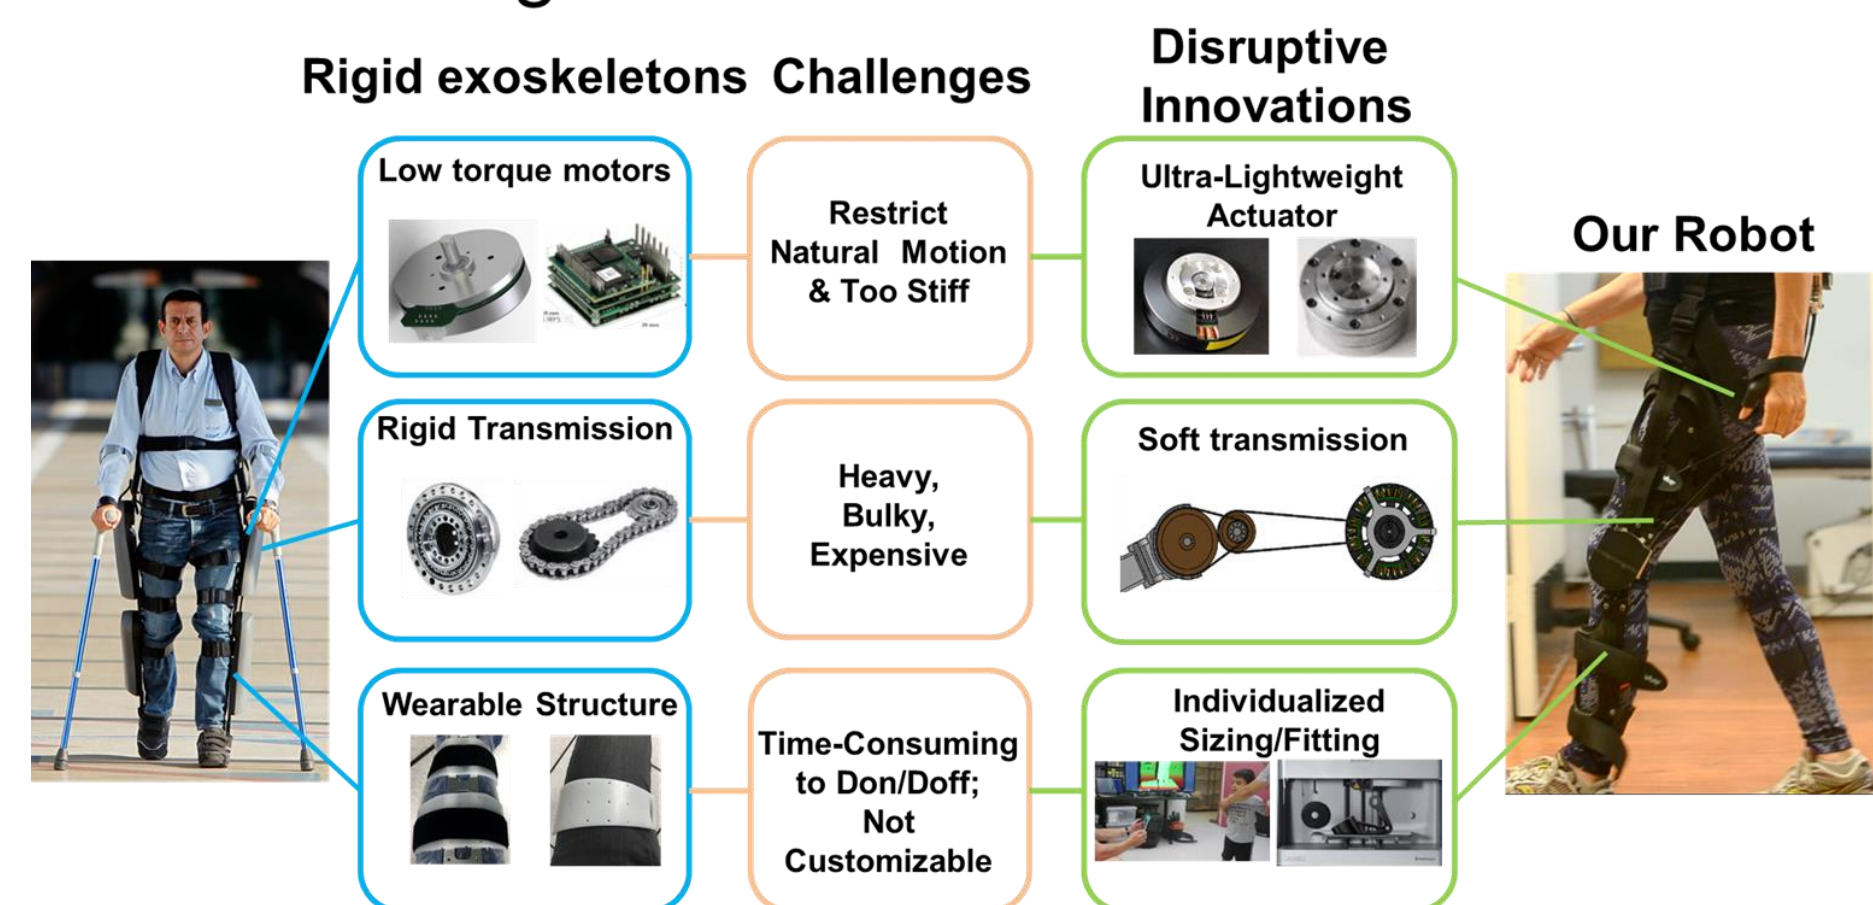 Rigid exoskeletons
Challenges
Disruptive
Innovations
Low torque motors
Restrict
Natural Motion
& Too Stiff
Ultra-Lightweight
Actuator
Our Robot
Rigid Transmission
Heavy,
Bulky,
Expensive
Soft transmission
Wearable Structure
Time-Consuming
to Don/Doff;
Not
Customizable
Individualized
Sizing/Fitting